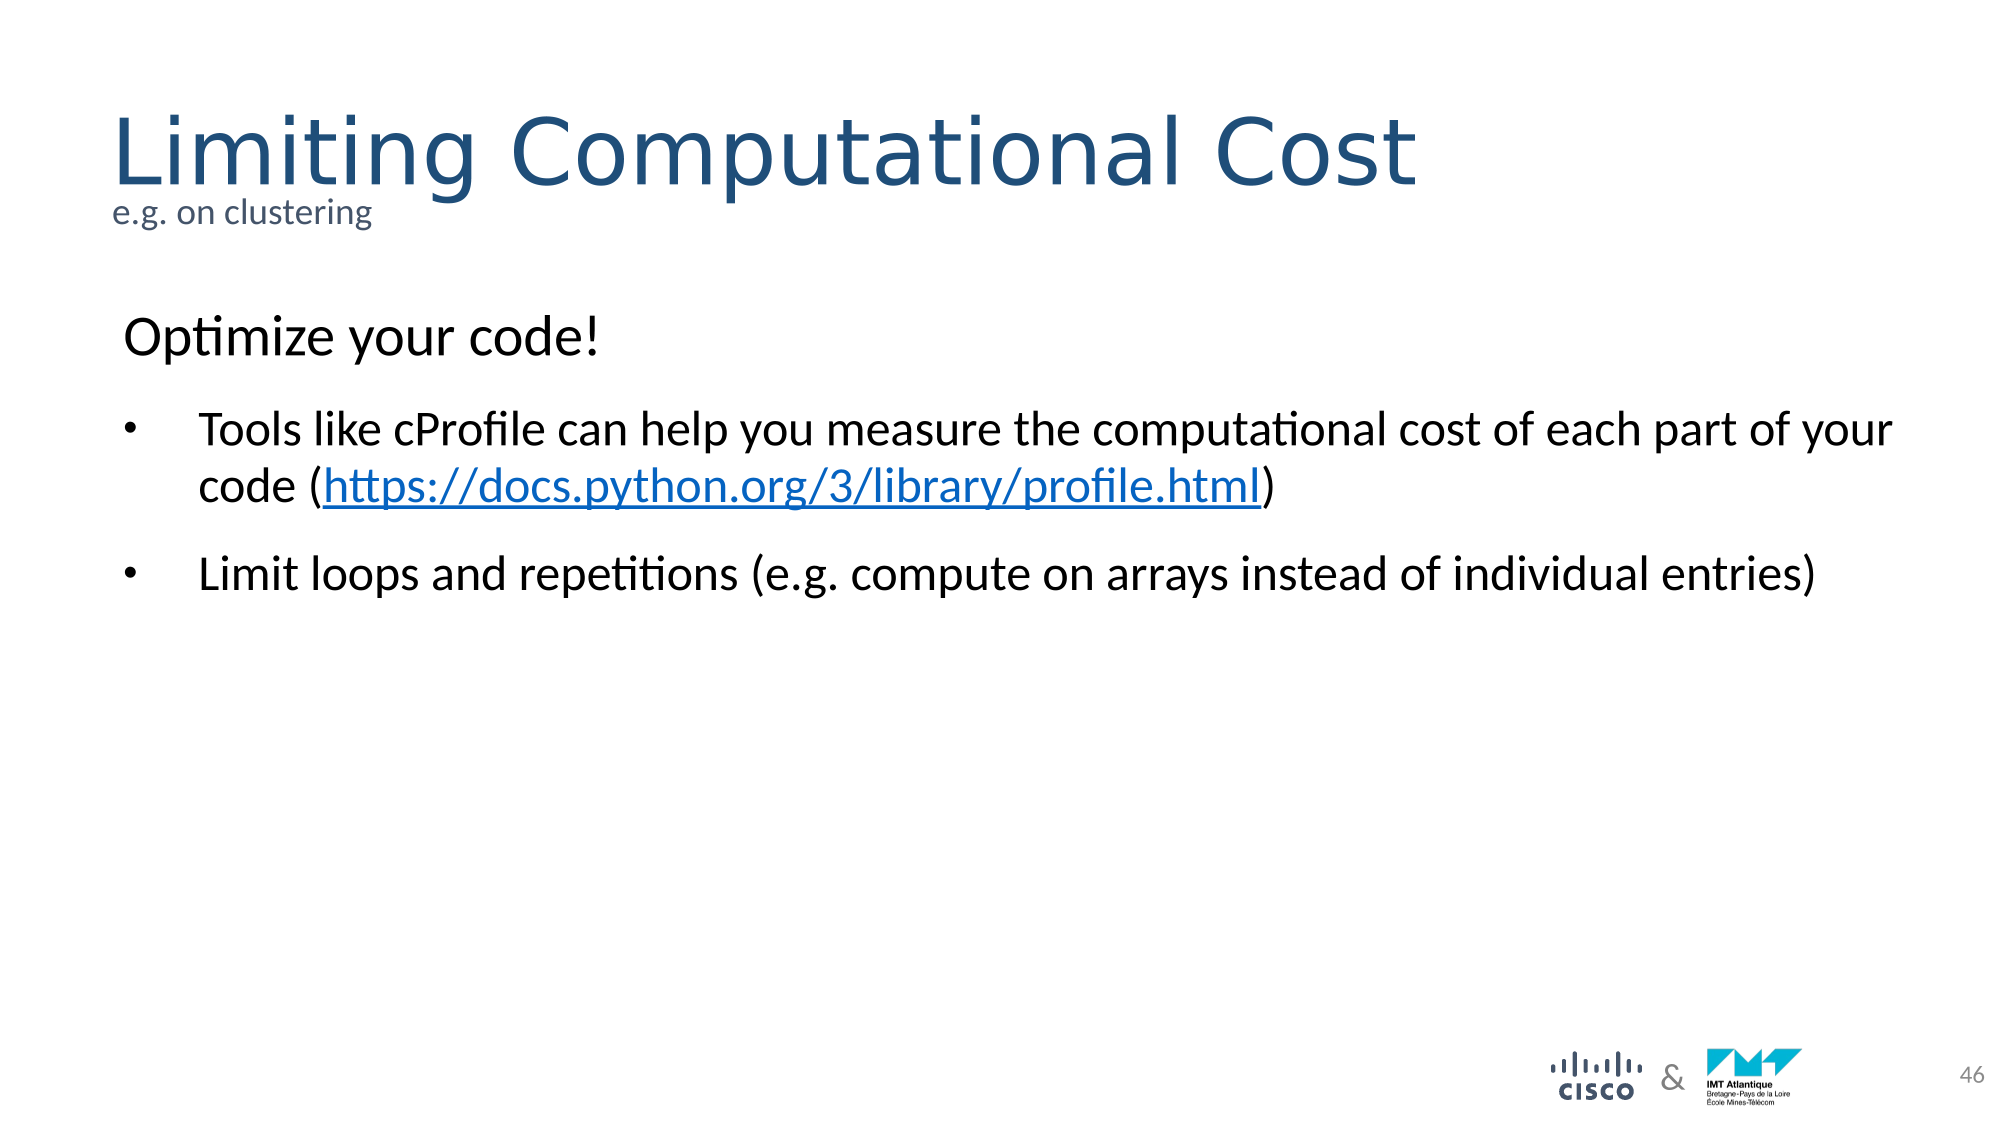 Limiting Computational Cost
e.g. on clustering
Optimize your code!
• Tools like cProfile can help you measure the computational cost of each part of your
code (https://docs.python.org/3/library/profile.html)
• Limit loops and repetitions (e.g. compute on arrays instead of individual entries)
CISCO
&
IMT Atlantique
Bretagne-Pays de la Loire
École Mines-Télécom
46